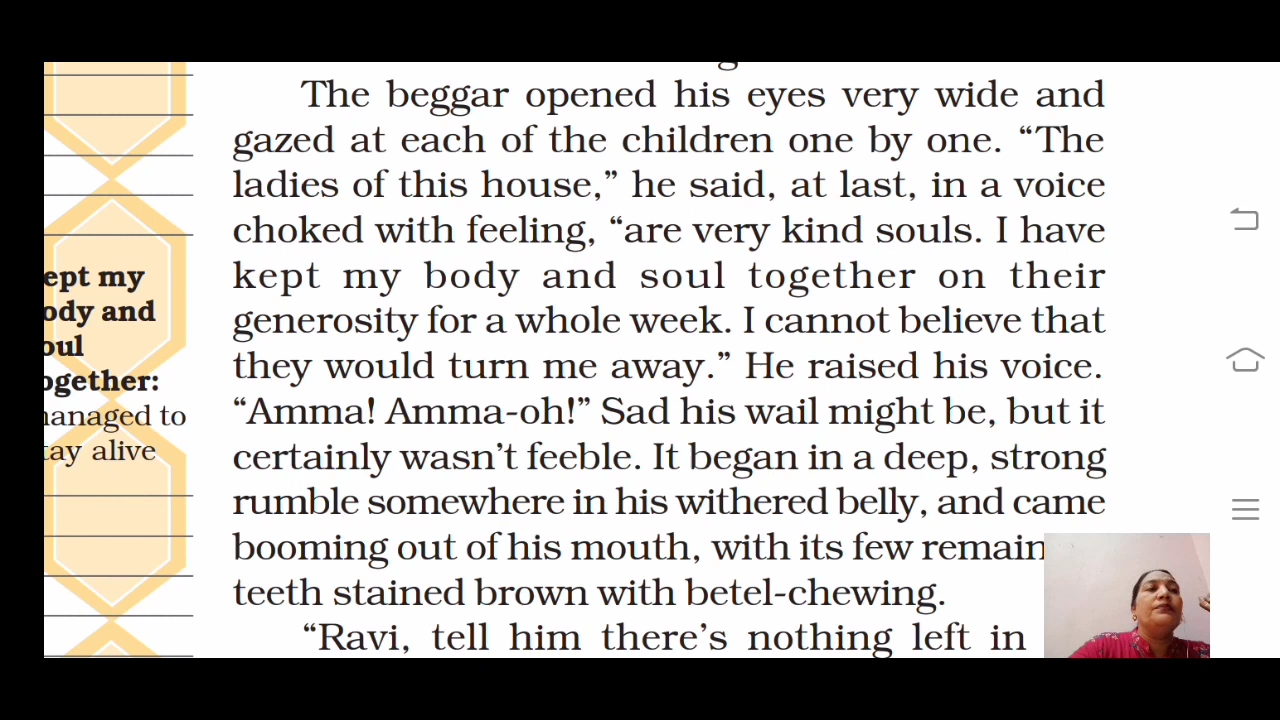 The beggar opened his eyes very wide and
gazed at each of the children one by one. “The
ladies of this house,” he said, at last, in a voice
choked with feeling, “are very kind souls. I have
kept my body and soul together on their
generosity for a whole week. I cannot believe that
they would turn me away.” He raised his voice.
“Amma! Amma-oh!” Sad his wail might be, but it
certainly wasn’t feeble. It began in a deep, strong
rumble somewhere in his withered belly, and came
booming out of his mouth, with its few remain
teeth stained brown with betel-chewing.
“Ravi, tell him there’s nothing left in
ept my
ody and
oul
ogether:
anaged to
tay alive